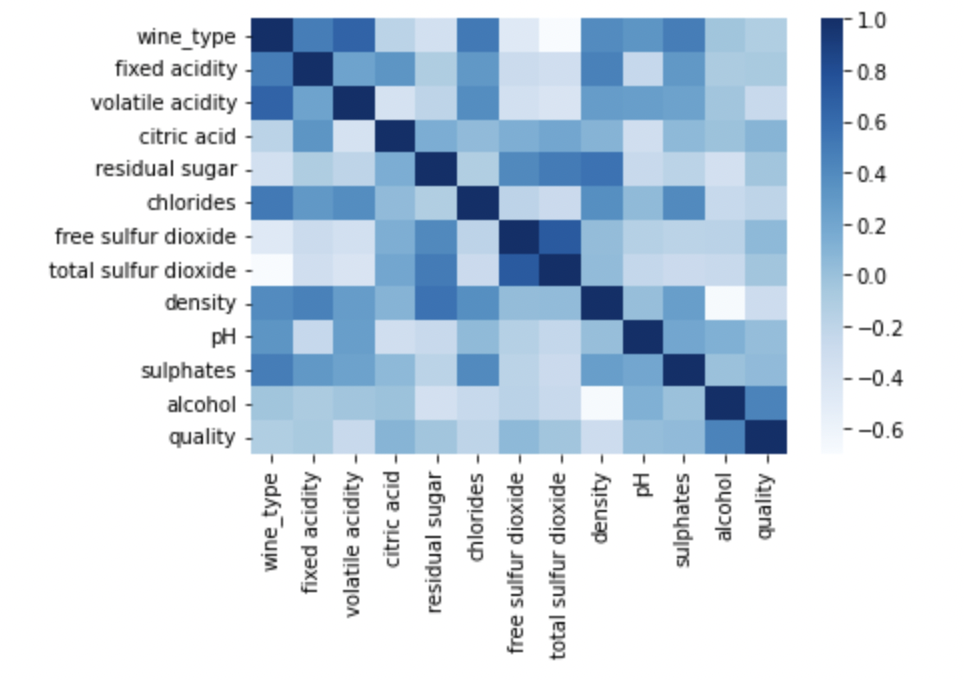 wine_type
fixed acidity
volatile acidity
citric acid
residual sugar
chlorides
free sulfur dioxide
total sulfur dioxide
density
pH
sulphates
alcohol
quality
wine_type
fixed acidity
volatile acidity
citric acid
residual sugar
chlorides
free sulfur dioxide
total sulfur dioxide
density
pH
sulphates
alcohol
quality
1.0
0.8
0.6
0.4
0.2
0.0
−0.2
−0.4
−0.6